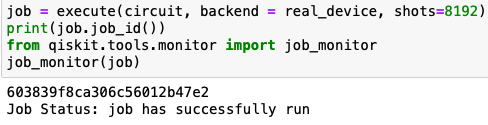 job = execute(circuit, backend = real_device, shots=8192)
print(job.job_id())
from qiskit.tools.monitor import job_monitor
job_monitor(job)
603839f8ca306c56012b47e2
Job Status: job has successfully run